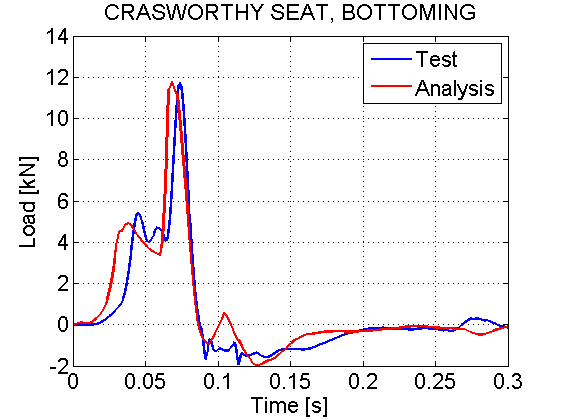 CRASWORTHY SEAT, BOTTOMING
Test
Analysis
14
12
10
8
6
4
2
0
-2
Load [kN]
0 0.05 0.1 0.15 0.2 0.25 0.3
Time [s]